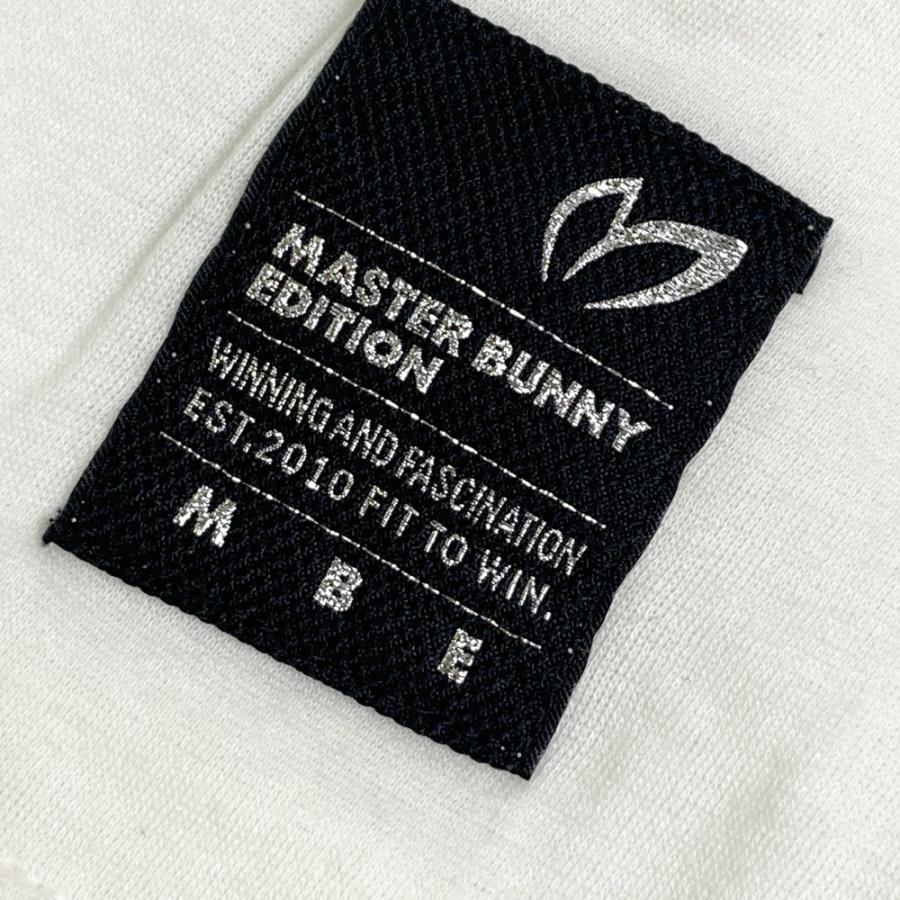 MASTER BUNNY
EDITION
WINNING AND FASCINATION
EST.2010 FIT TO WIN.
M B E